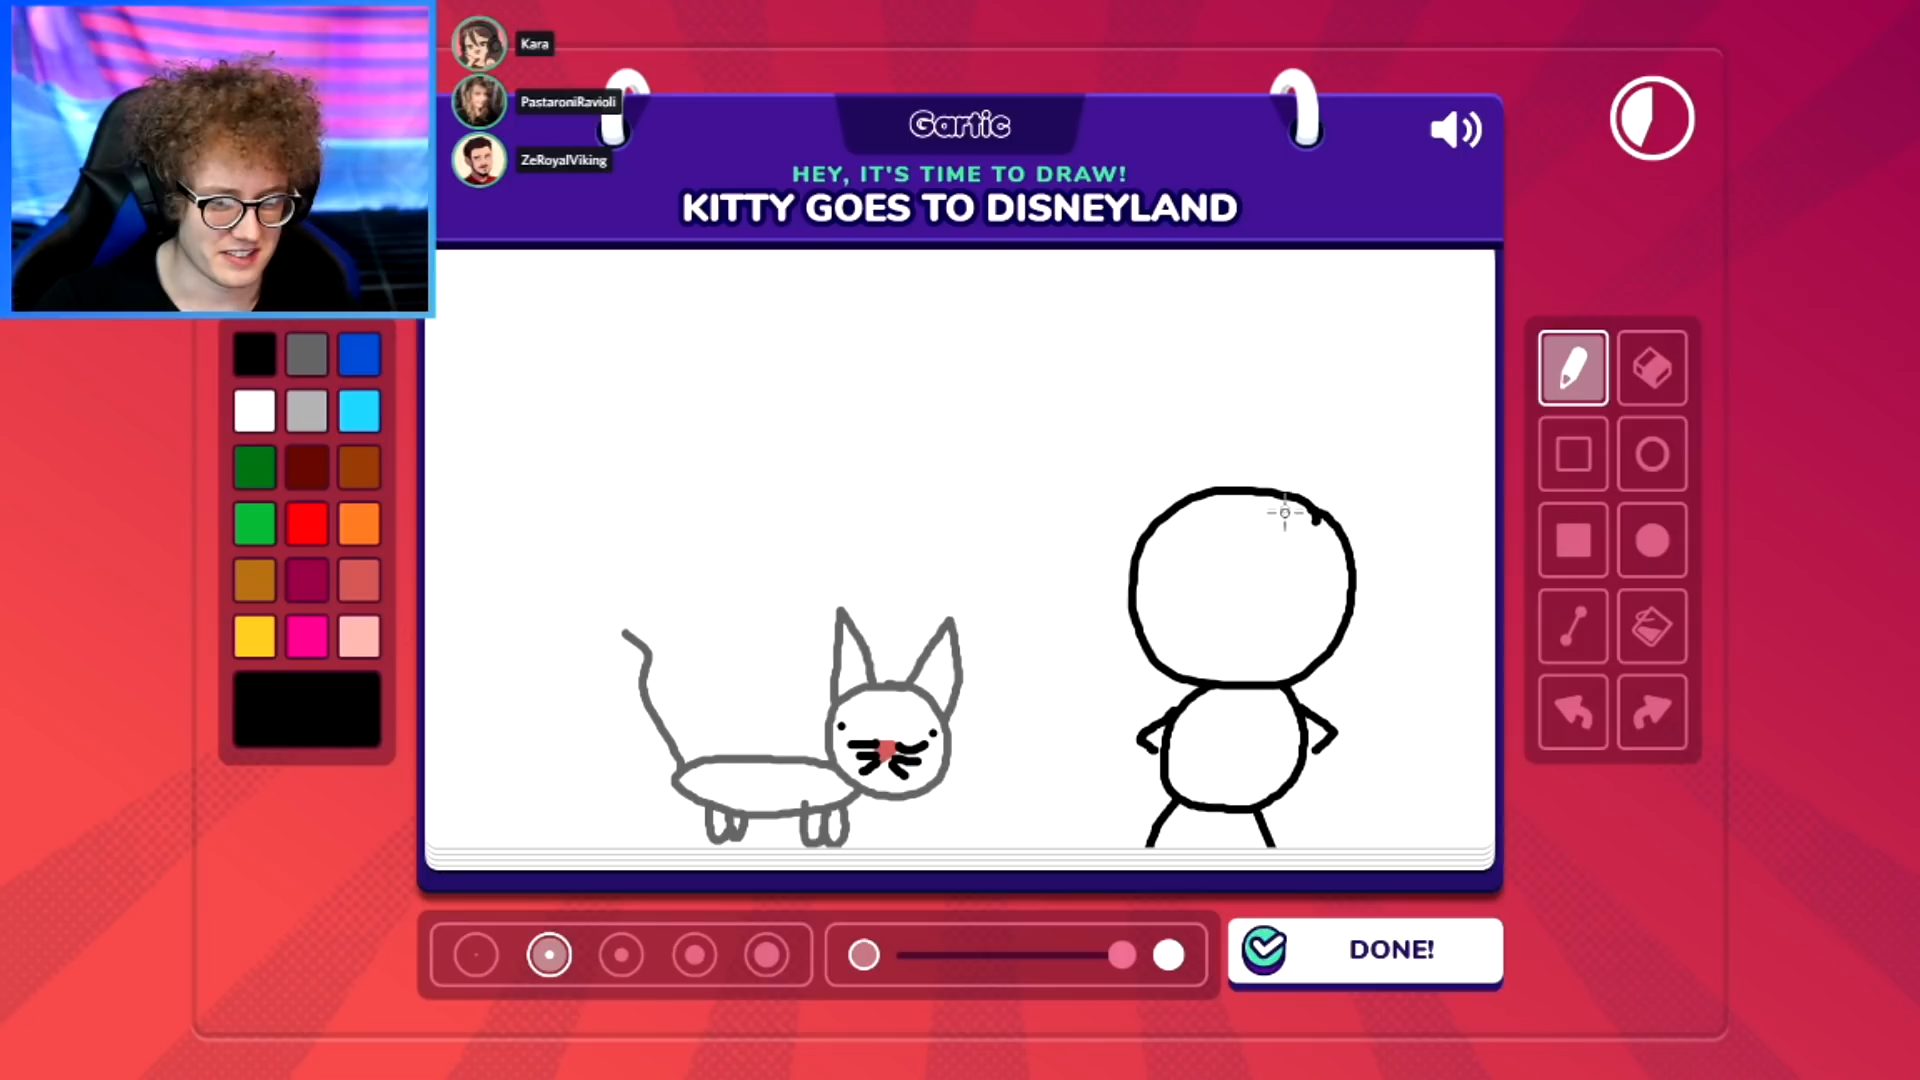 Kara
PastaroniRavioli
ZeRoyalViking
Gartic
HEY, IT'S TIME TO DRAW!
KITTY GOES TO DISNEYLAND
DONE!